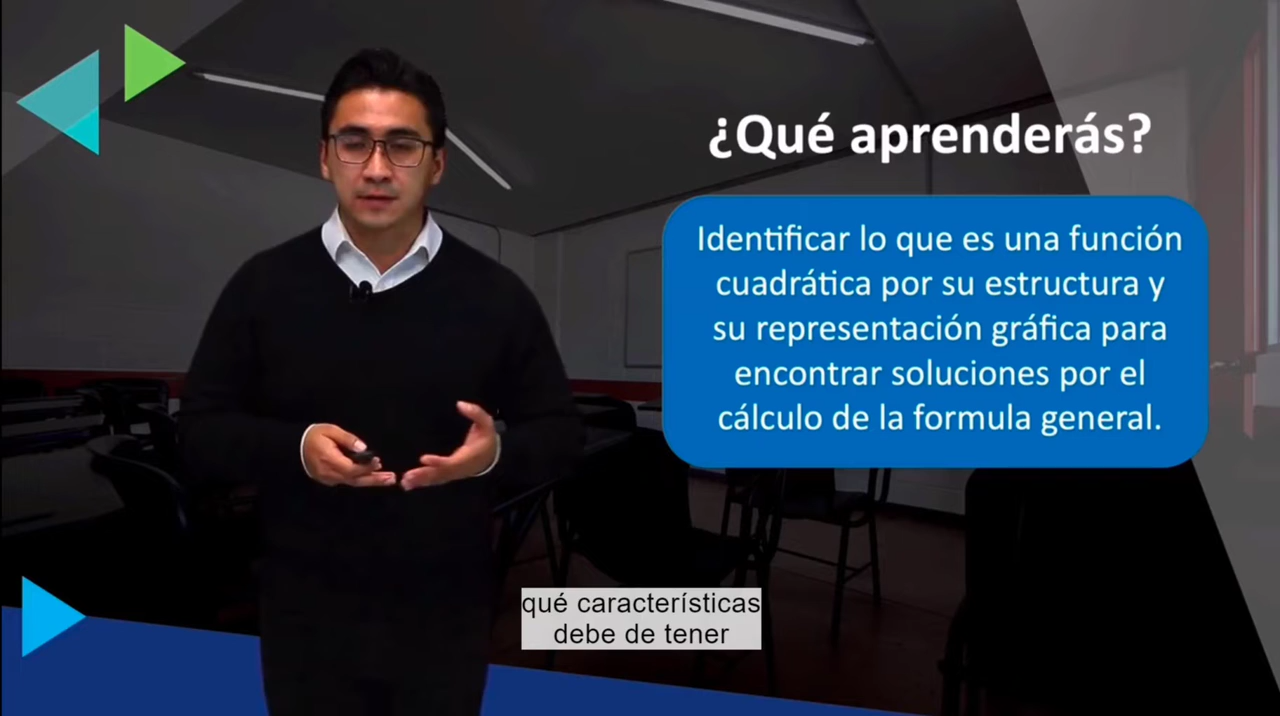 ¿Qué aprenderás?
Identificar lo que es una función
cuadrática por su estructura y
su representación gráfica para
encontrar soluciones por el
cálculo de la formula general.
qué características
debe de tener